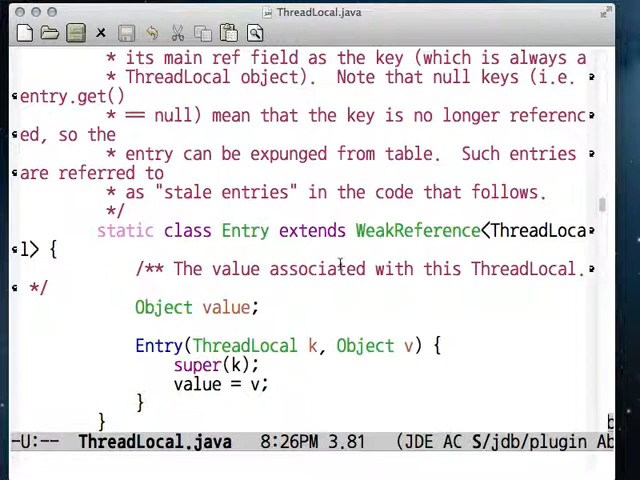 ThreadLocal.java
* its main ref field as the key (which is always a
* ThreadLocal object).  Note that null keys (i.e.
entry.get()
* == null) mean that the key is no longer referenc
ed, so the
* entry can be expunged from table.  Such entries
are referred to
* as "stale entries" in the code that follows.
*/
static class Entry extends WeakReference<ThreadLoca
l> {
/** The value associated with this ThreadLocal.
*/
Object value;
Entry(ThreadLocal k, Object v) {
super(k);
value = v;
}
}
-U:--  ThreadLocal.java  8:26PM 3.81  (JDE AC S/jdb/plugin Ab